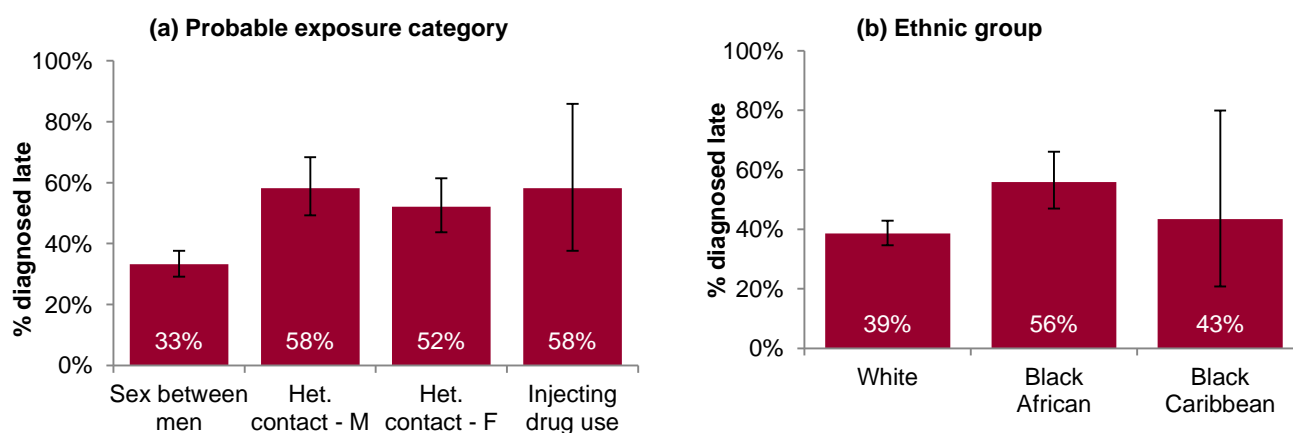 (a) Probable exposure category
% diagnosed late
100%
80%
60%
40%
20%
0%
33%
58%
52%
58%
Sex between
men
Het.
contact - M
Het.
contact - F
Injecting
drug use
(b) Ethnic group
% diagnosed late
100%
80%
60%
40%
20%
0%
39%
56%
43%
White
Black
African
Black
Caribbean